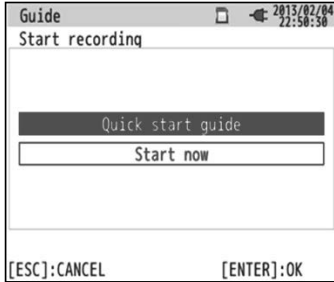 Guide 2013/02/04
22:50:30
Start recording
Quick start guide
Start now
[ESC]:CANCEL [ENTER]:OK